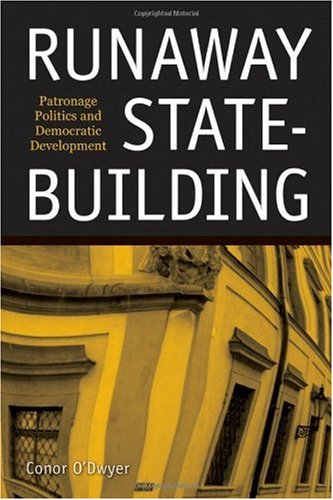 RUNAWAY
Patronage
Politics and
Democratic
Development
STATE-
BUILDING
Conor O'Dwyer